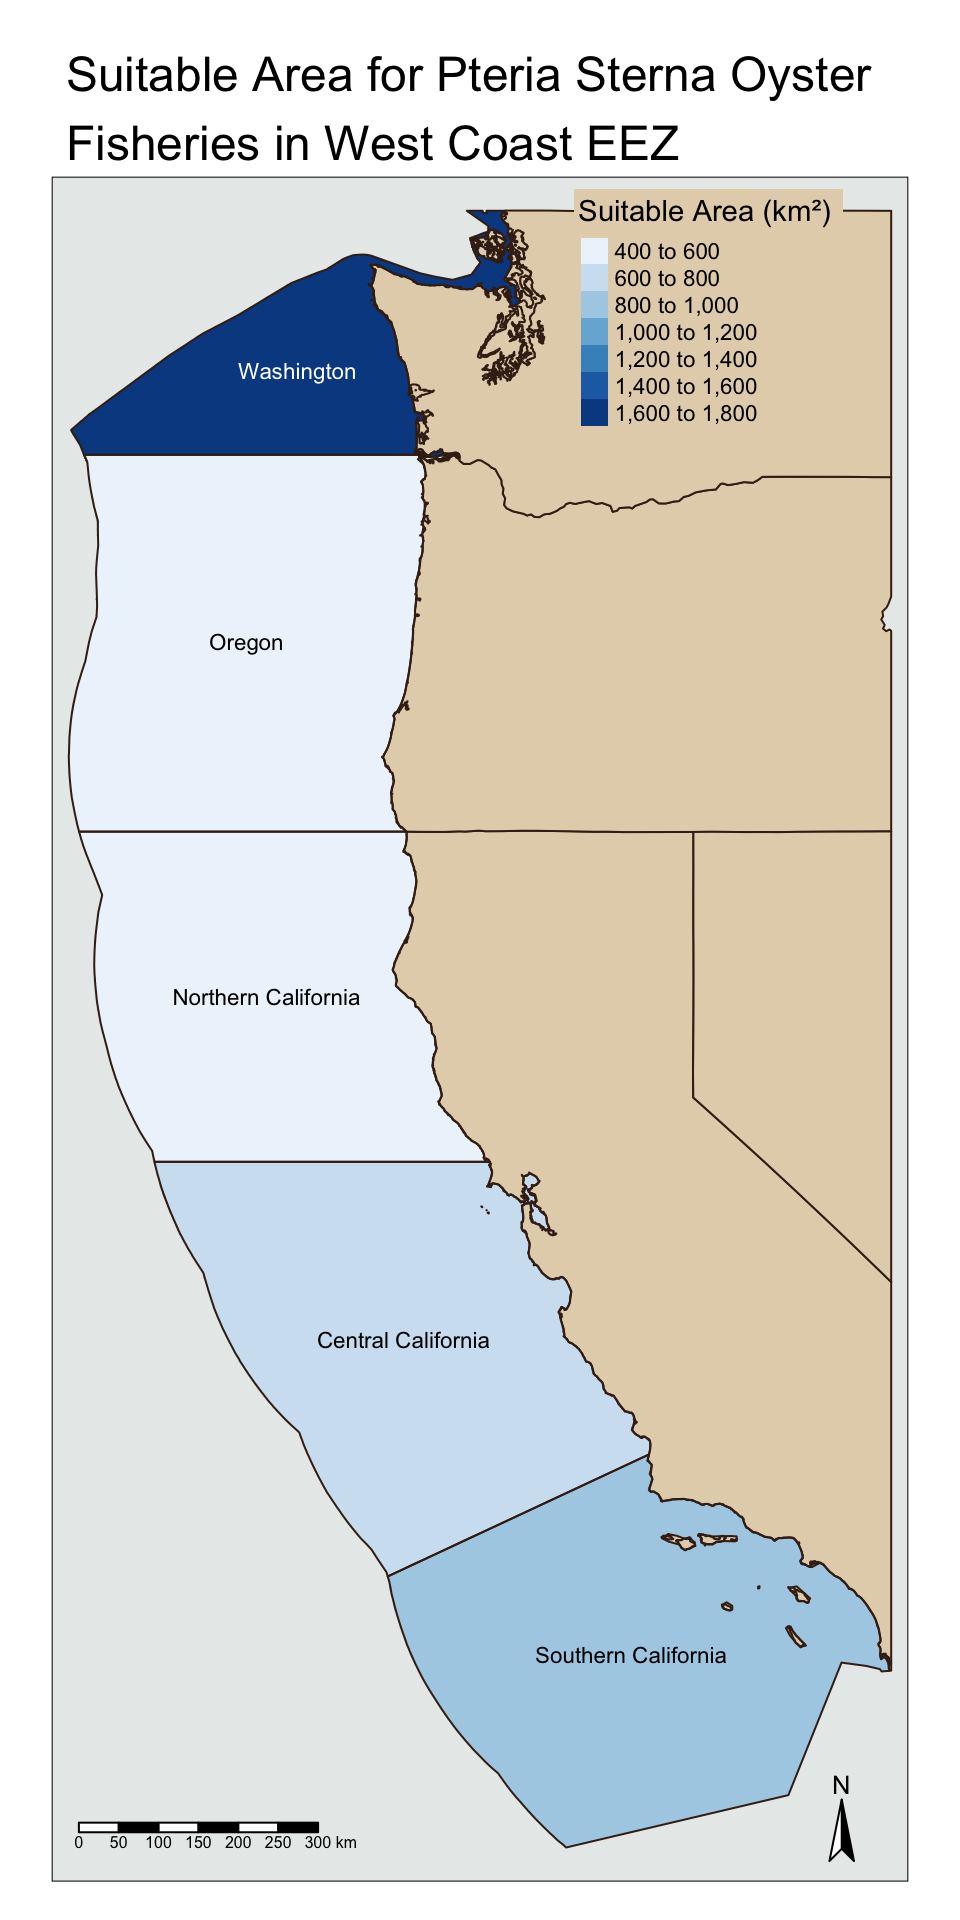 Suitable Area for Pteria Sterna Oyster
Fisheries in West Coast EEZ
Suitable Area (km²)
400 to 600
600 to 800
800 to 1,000
1,000 to 1,200
1,200 to 1,400
1,400 to 1,600
1,600 to 1,800
Washington
Oregon
Northern California
Central California
Southern California
N
0 50 100 150 200 250 300 km